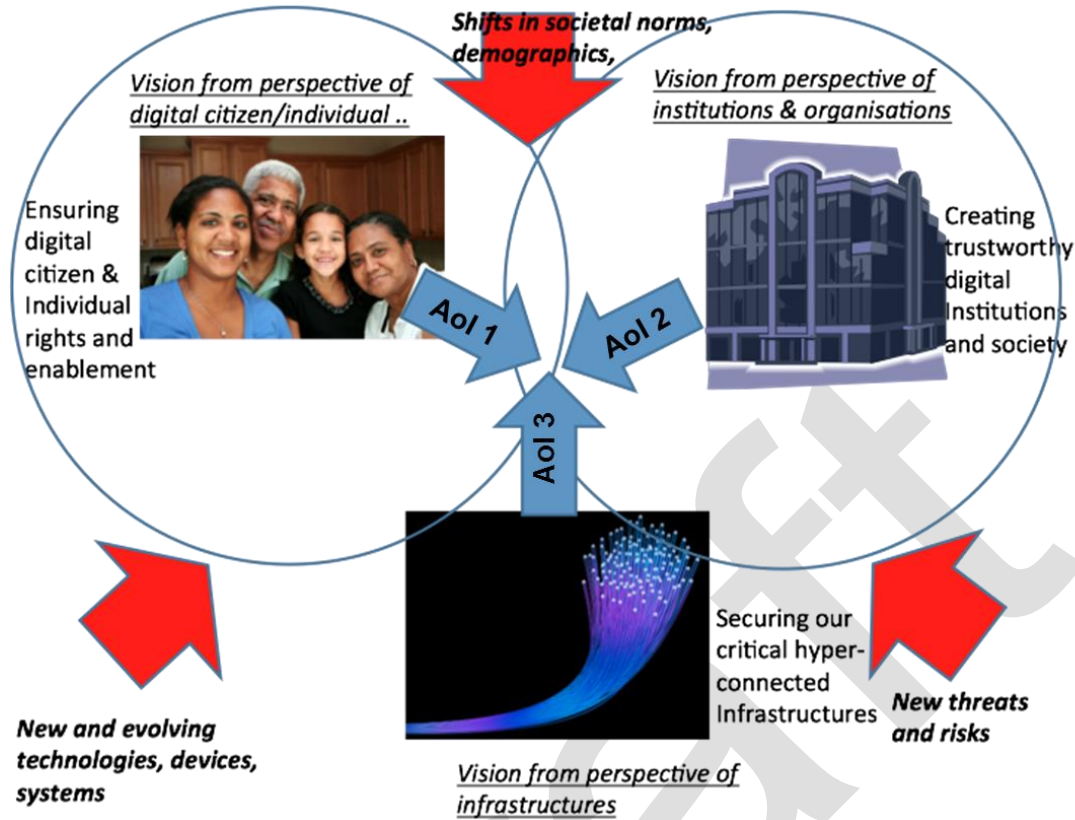 Shifts in societal norms,
demographics,
Vision from perspective of
digital citizen/individual ..
Vision from perspective of
institutions & organisations
Ensuring
digital
citizen &
Individual
rights and
enablement
Creating
trustworthy
digital
Institutions
and society
AoI 1
AoI 2
AoI 3
Securing our
critical hyper-
connected
Infrastructures
New and evolving
technologies, devices,
systems
New threats
and risks
Vision from perspective of
infrastructures